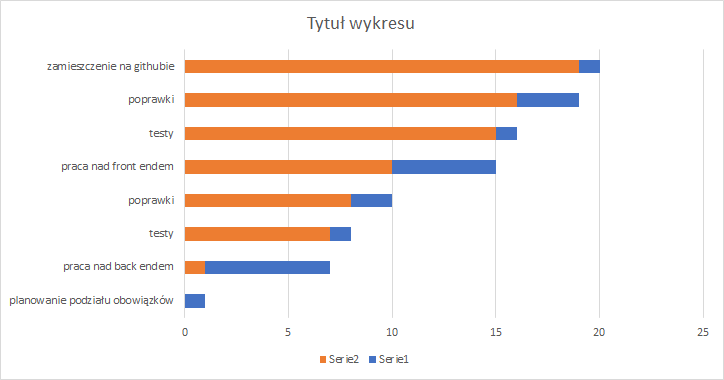 Tytuł wykresu
zamieszczenie na githubie
poprawki
testy
praca nad front endem
poprawki
testy
praca nad back endem
planowanie podziału obowiązków
0 5 10 15 20 25
Serie2 Serie1